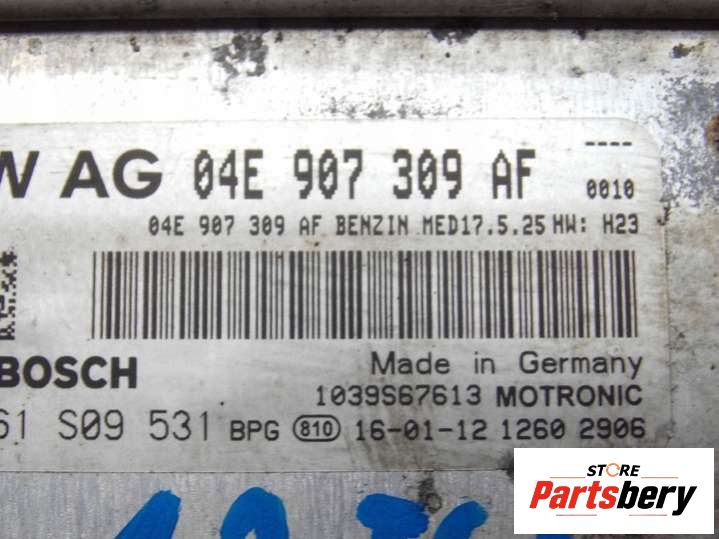 W AG 04E 907 309 AF ----
0010
04E 907 309 AF BENZIN MED17.5.25 HW: H23
BOSCH
Made in Germany
1039S67613 MOTRONIC
61 S09 531 BPG 810 16-01-12 1260 2906
STORE
Partsbery